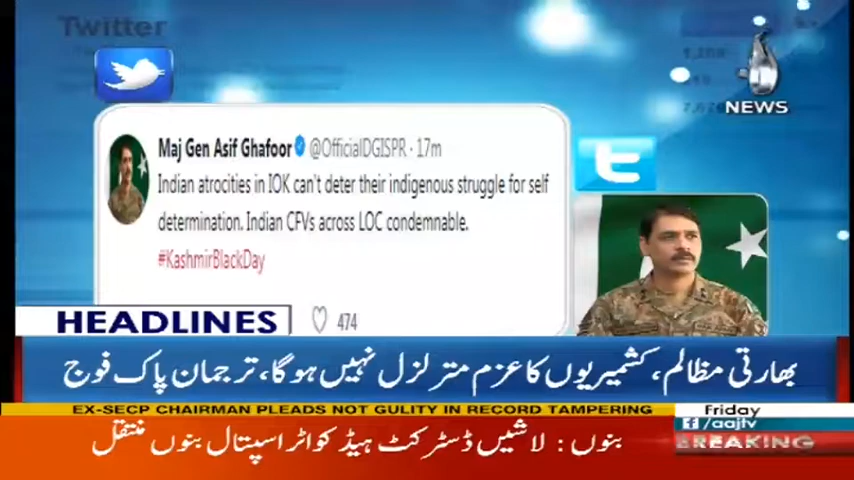 Twitter
NEWS
Maj Gen Asif Ghafoor @OfficialDGISPR · 17m
Indian atrocities in IOK can't deter their indigenous struggle for self
determination. Indian CFVs across LOC condemnable.
#KashmirBlackDay
474
HEADLINES
بھارتی مظالم، کشمیریوں کا عزم متزلزل نہیں ہوگا، ترجمان پاک فوج
EX-SECP CHAIRMAN PLEADS NOT GULITY IN RECORD TAMPERING
Friday
/aajtv
BREAKING
بنوں: لاشیں ڈسٹرکٹ ہیڈ کواٹر اسپتال بنوں منتقل